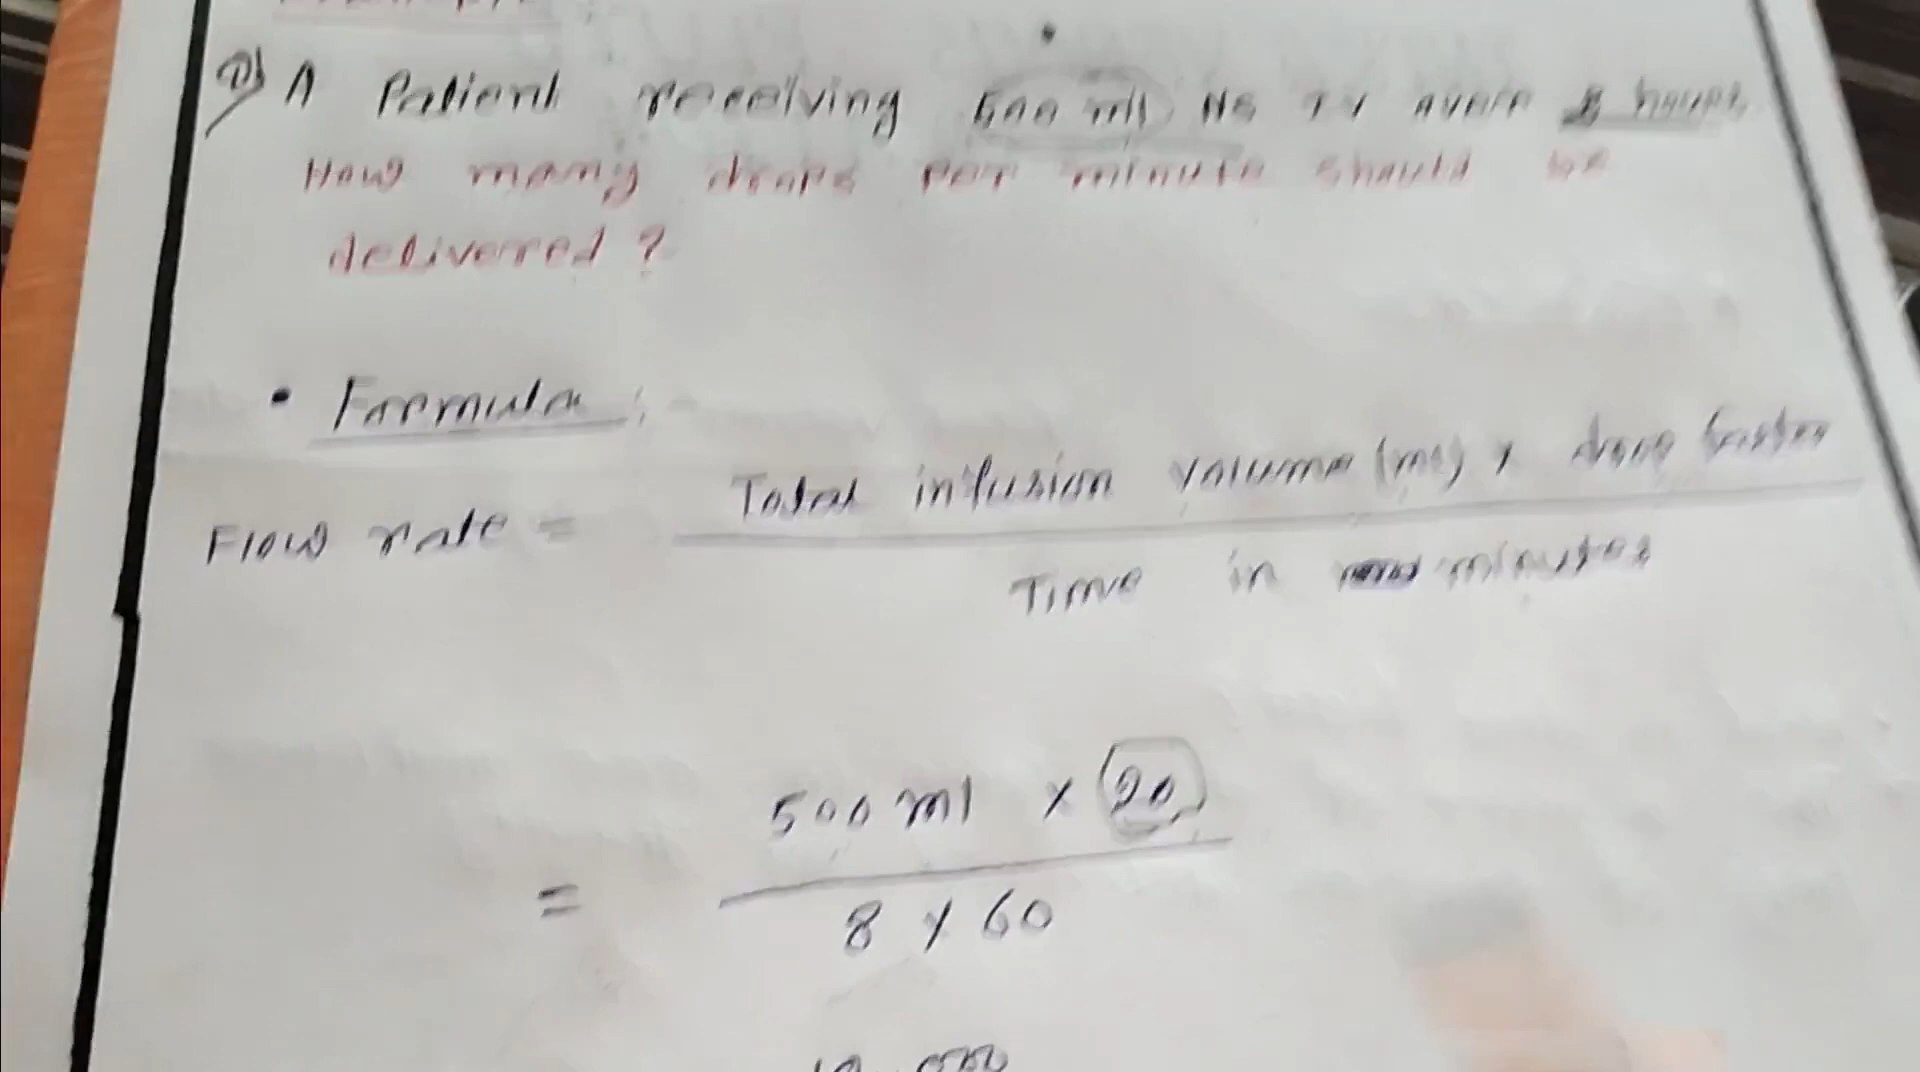 Q) A Patient receiving 500 ml NS IV over 8 hours.
How many drops per minute should be
delivered ?
• Formula :-
Flow rate = Total infusion volume (ml) x drop factor
Time in minutes
500 ml x 20
=
8 x 60